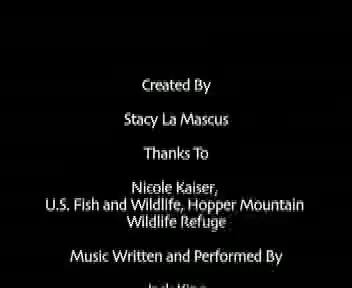 Created By
Stacy La Mascus
Thanks To
Nicole Kaiser,
U.S. Fish and Wildlife, Hopper Mountain
Wildlife Refuge
Music Written and Performed By